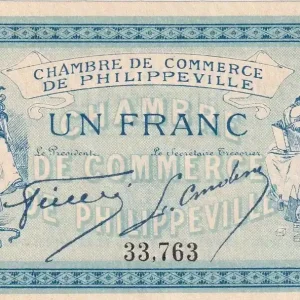 CHAMBRE DE COMMERCE
DE PHILIPPEVILLE
CHAMBRE
UN FRANC
Le Président Le Secrétaire Trésorier
DE COMMERCE
DE PHILIPPEVILLE
33,763